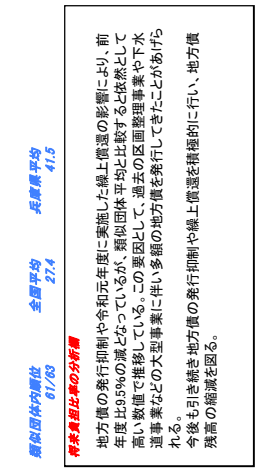 類似団体内順位 全国平均 兵庫県平均
61/63 27.4 41.5
将来負担比率の分析欄
地方債の発行抑制や令和元年度に実施した繰上償還の影響により、前
年度比9.5%の減となっているが、類似団体平均と比較すると依然として
高い数値で推移している。この要因として、過去の区画整理事業や下水
道事業などの大型事業に伴い多額の地方債を発行してきたことがあげら
れる。
今後も引き続き地方債の発行抑制や繰上償還を積極的に行い、地方債
残高の縮減を図る。